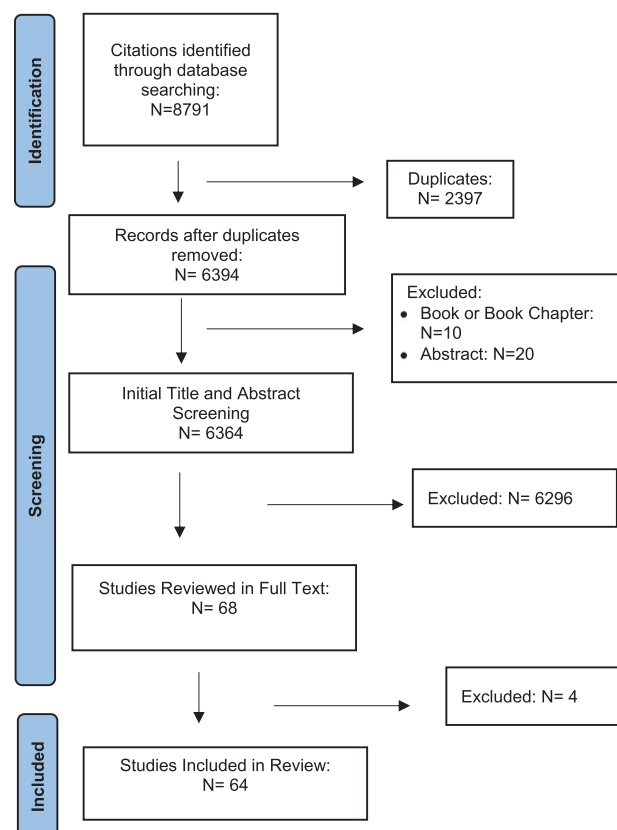 Identification
Citations identified
through database
searching:
N=8791
Duplicates:
N= 2397
Records after duplicates
removed:
N= 6394
Screening
Excluded:
• Book or Book Chapter:
N=10
• Abstract: N=20
Initial Title and Abstract
Screening
N= 6364
Excluded: N= 6296
Studies Reviewed in Full Text:
N= 68
Excluded: N= 4
Included
Studies Included in Review:
N= 64